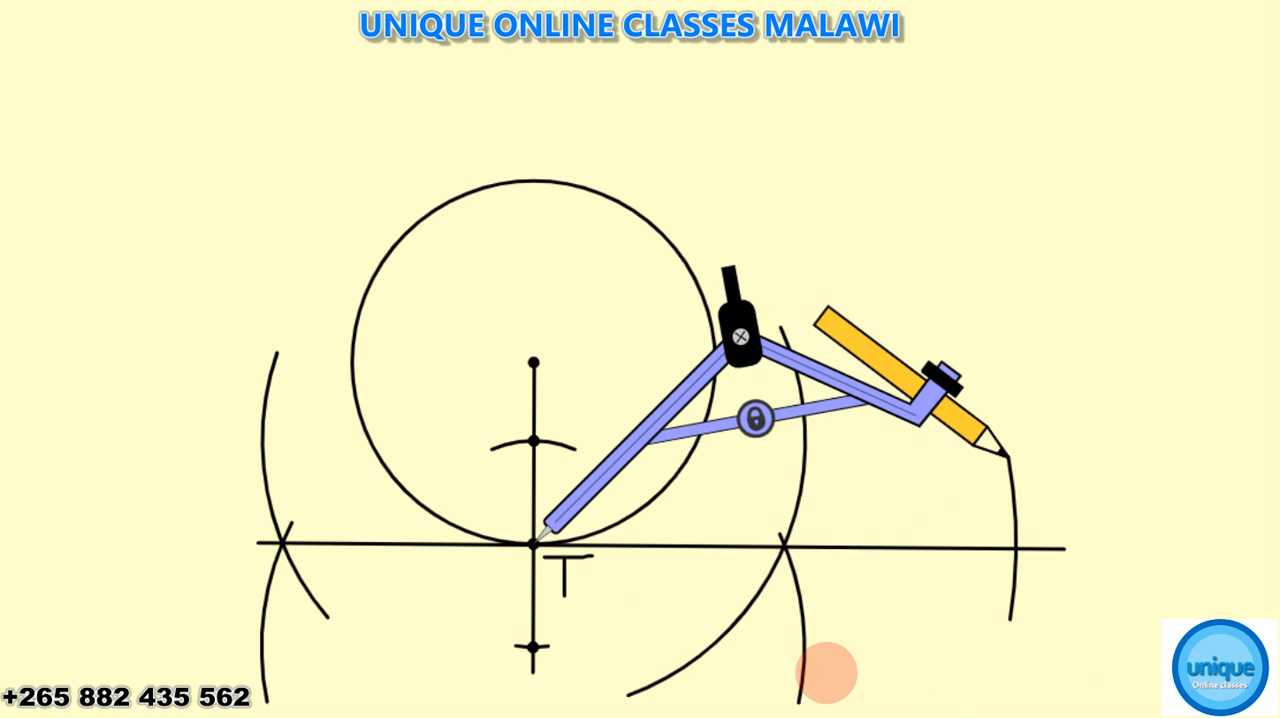 UNIQUE ONLINE CLASSES MALAWI
T
+265 882 435 562
unique
Online classes